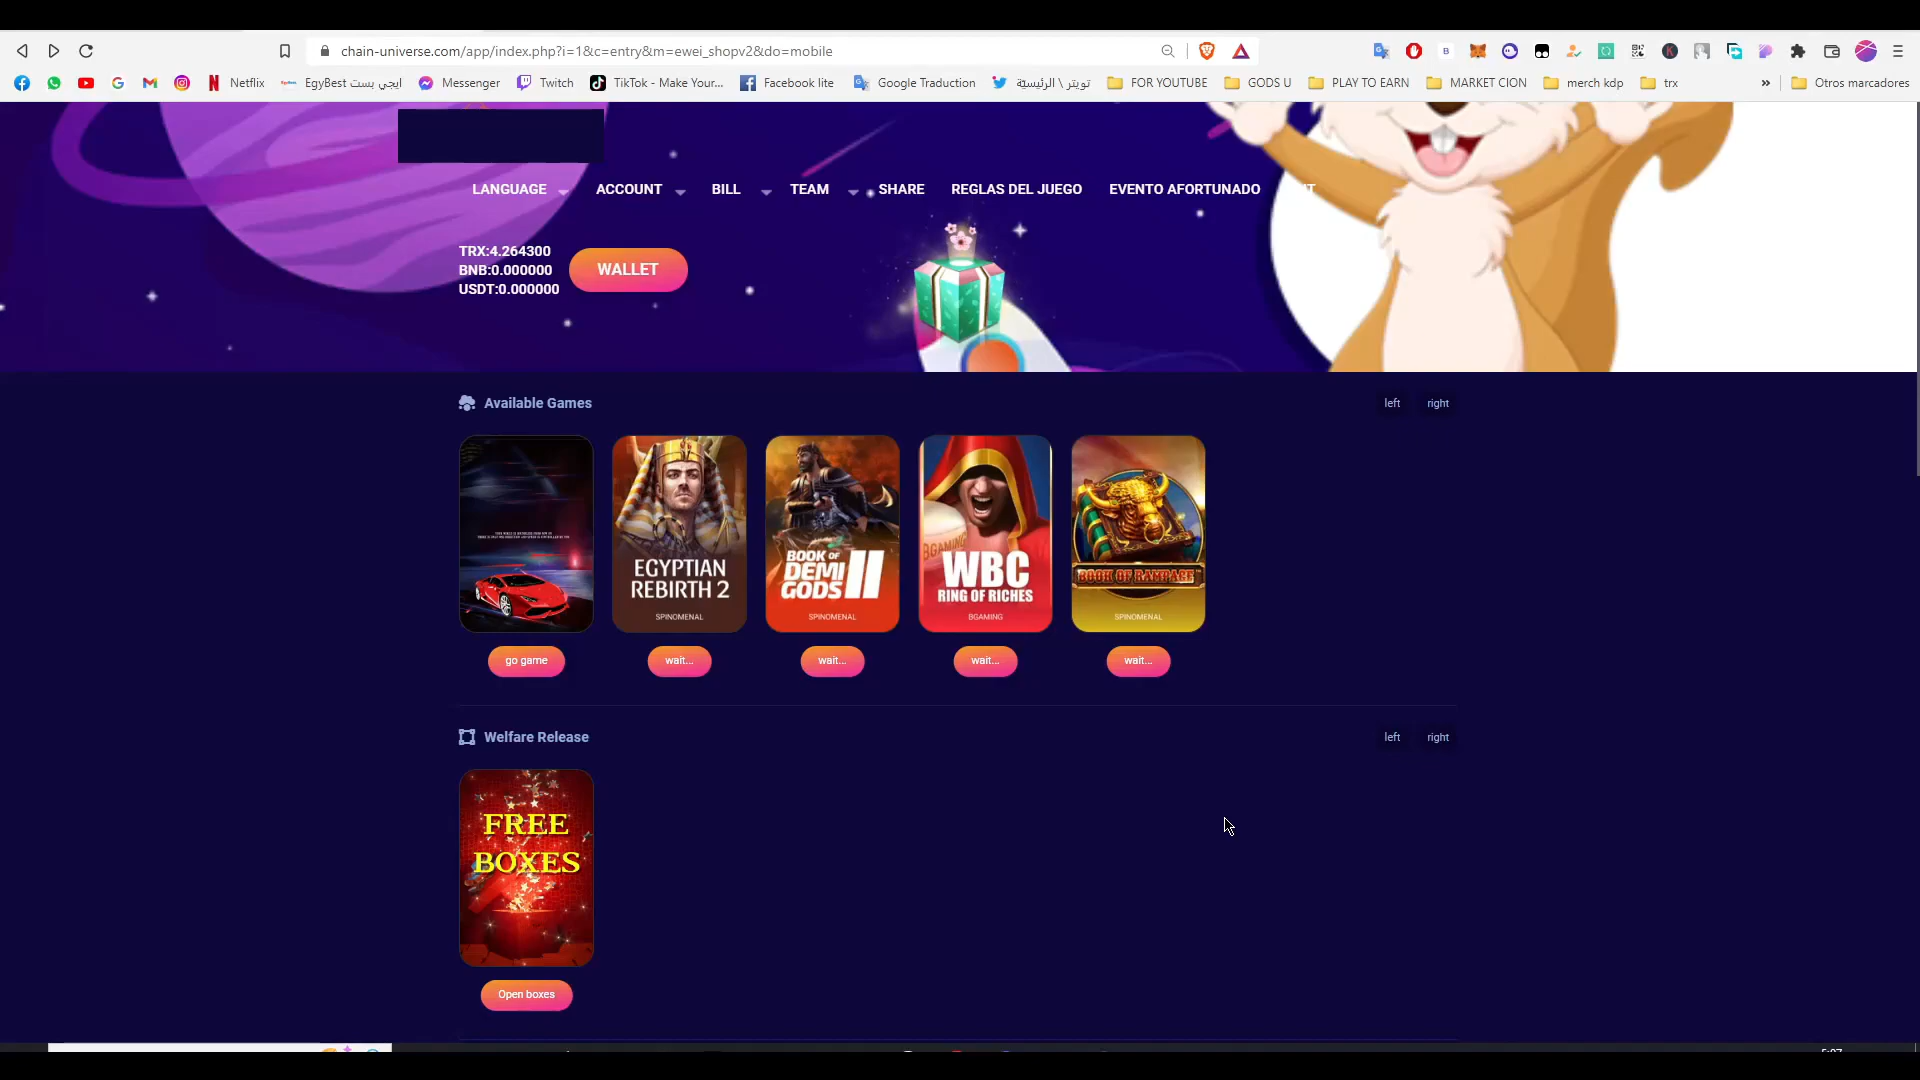 chain-universe.com/app/index.php?i=1&c=entry&m=ewei_shopv2&do=mobile
Netflix
EgyBest ايجي بست
Messenger
Twitch
TikTok - Make Your...
Facebook lite
Google Traduction
تويتر \ الرئيسيّة
FOR YOUTUBE
GODS U
PLAY TO EARN
MARKET CION
merch kdp
trx
»
Otros marcadores
LANGUAGE
ACCOUNT
BILL
TEAM
SHARE
REGLAS DEL JUEGO
EVENTO AFORTUNADO
TRX:4.264300
BNB:0.000000
USDT:0.000000
WALLET
Available Games
left
right
EGYPTIAN
REBIRTH 2
SPINOMENAL
BOOK OF
DEMI
GODS II
SPINOMENAL
BGAMING
WBC
RING OF RICHES
BGAMING
BOOK OF RAMPAGE
SPINOMENAL
go game
wait...
wait...
wait...
wait...
Welfare Release
left
right
FREE
BOXES
Open boxes